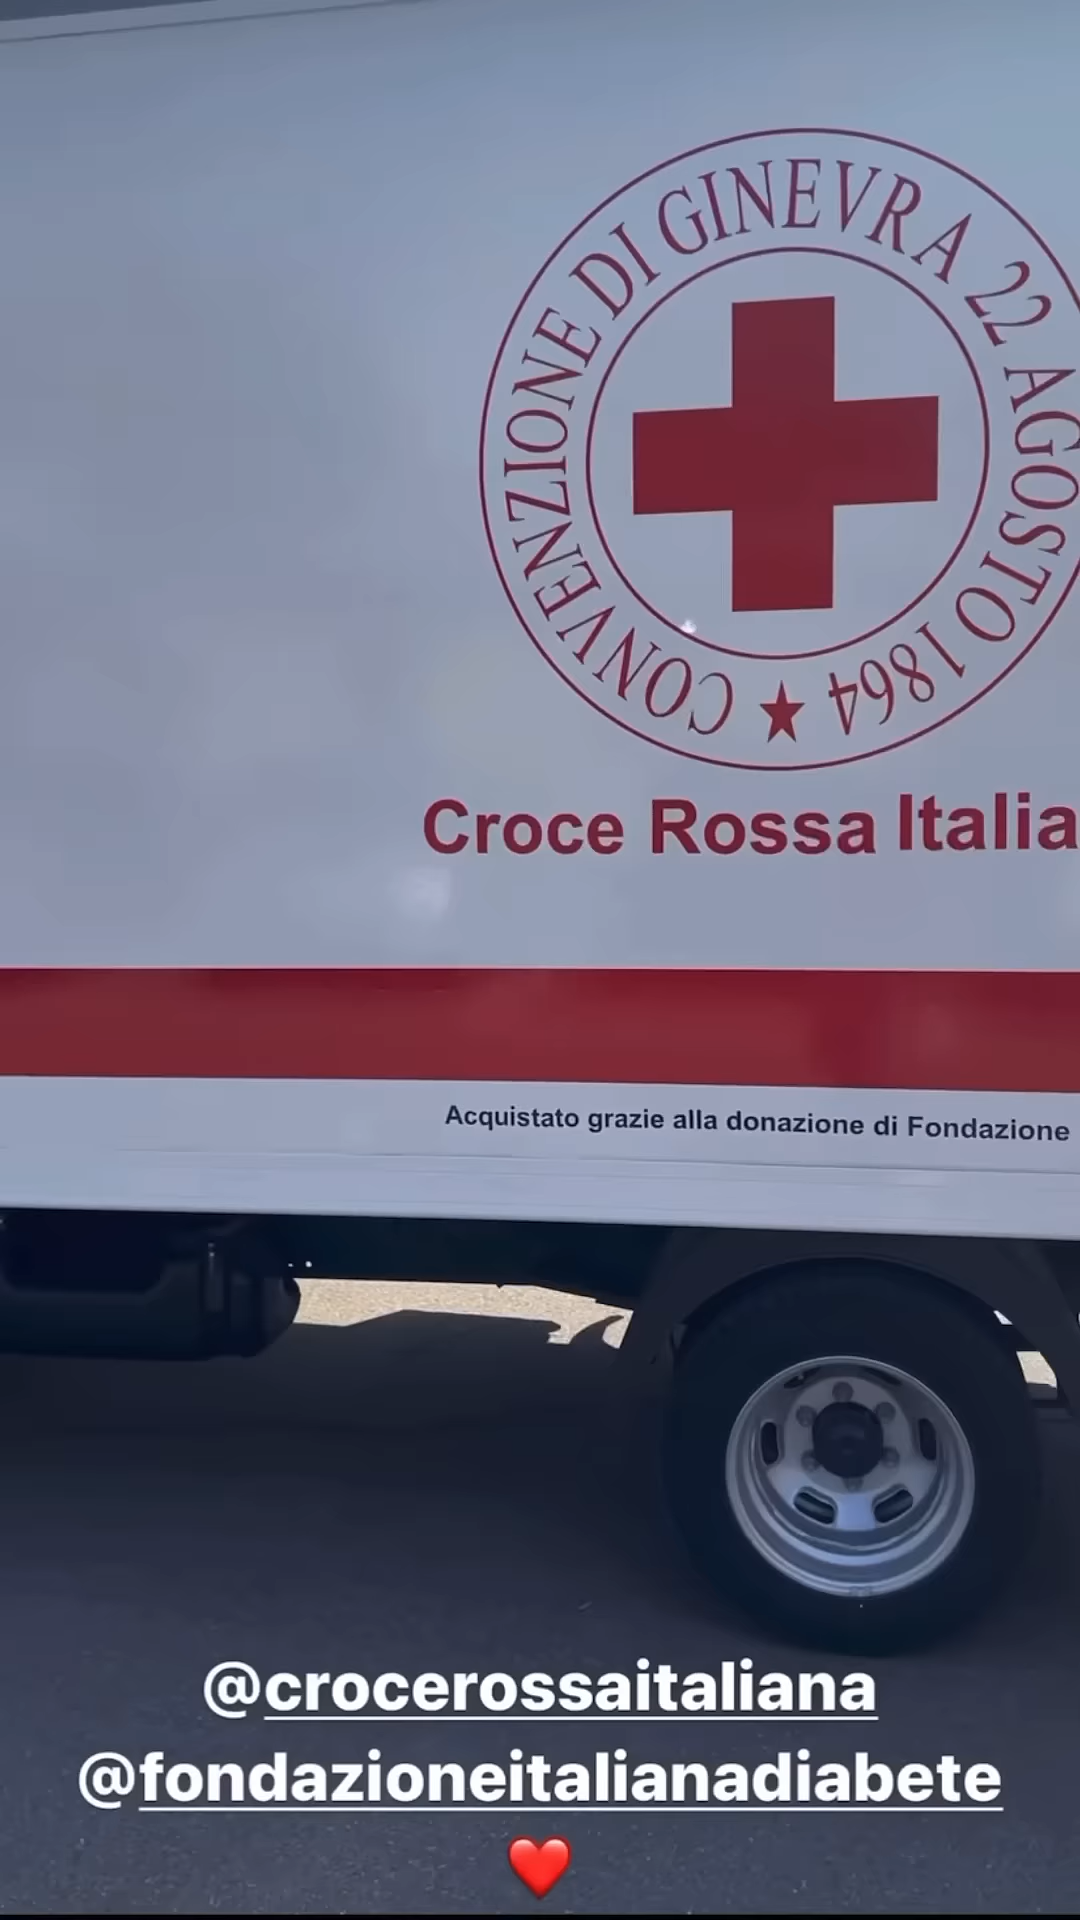 CONVENZIONE DI GINEVRA 22 AGOSTO 1864
Croce Rossa Italia
Acquistato grazie alla donazione di Fondazione
@crocerossaitaliana
@fondazioneitalianadiabete